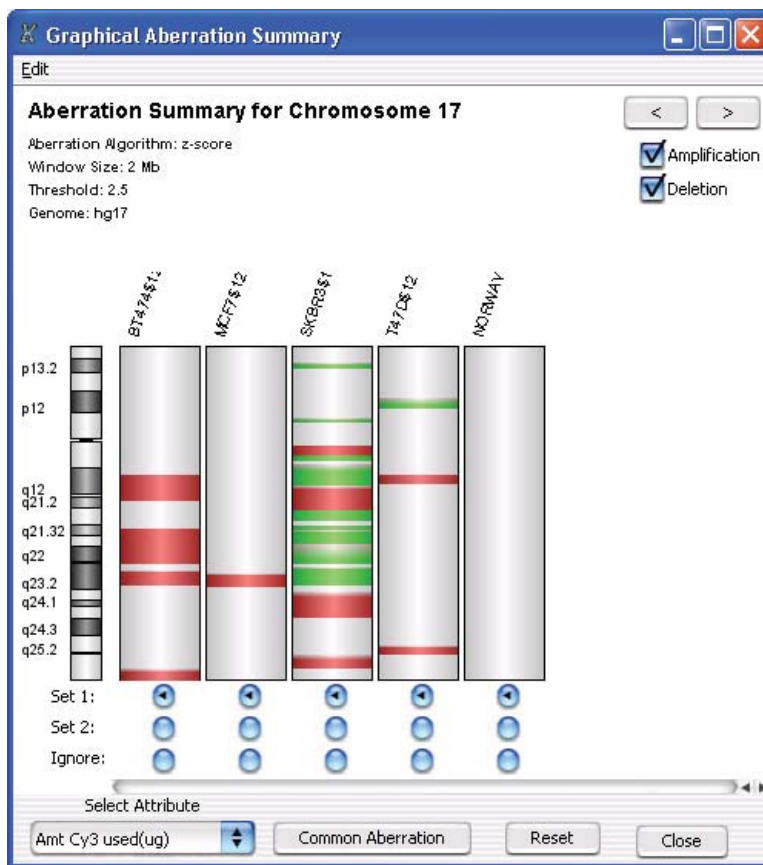 Graphical Aberration Summary
Edit
Aberration Summary for Chromosome 17
< >
Aberration Algorithm: z-score
Window Size: 2 Mb
Threshold: 2.5
Genome: hg17
Amplification
Deletion
BT474$12 MCF7$12 SKBR3$1 T47D$12 NORWAY
p13.2
p12
q12
q21.2
q21.32
q22
q23.2
q24.1
q24.3
q25.2
Set 1:
Set 2:
Ignore:
Select Attribute
Amt Cy3 used(ug) Common Aberration Reset Close